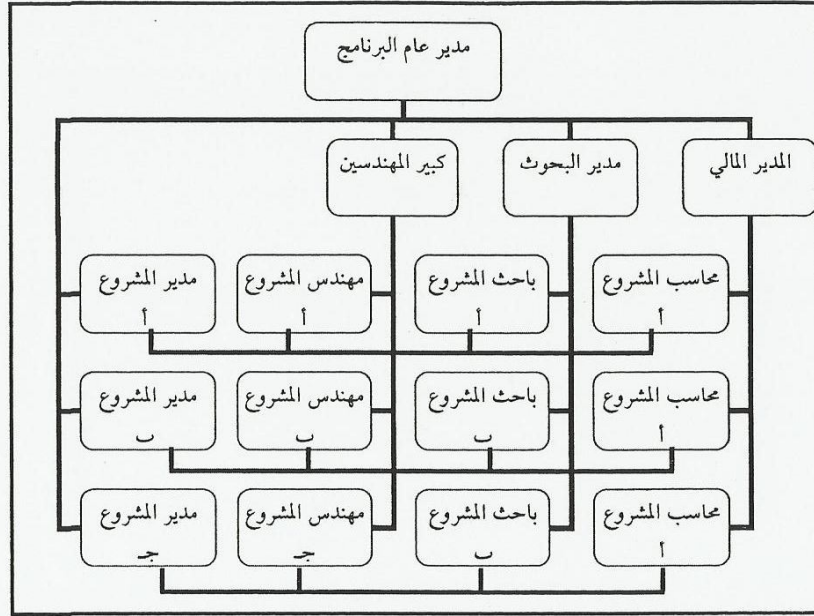 مدير عام البرنامج
المدير المالي
مدير البحوث
كبير المهندسين
محاسب المشروع
أ
باحث المشروع
أ
مهندس المشروع
أ
مدير المشروع
أ
محاسب المشروع
أ
باحث المشروع
ب
مهندس المشروع
ب
مدير المشروع
ب
محاسب المشروع
أ
باحث المشروع
ب
مهندس المشروع
جـ
مدير المشروع
جـ